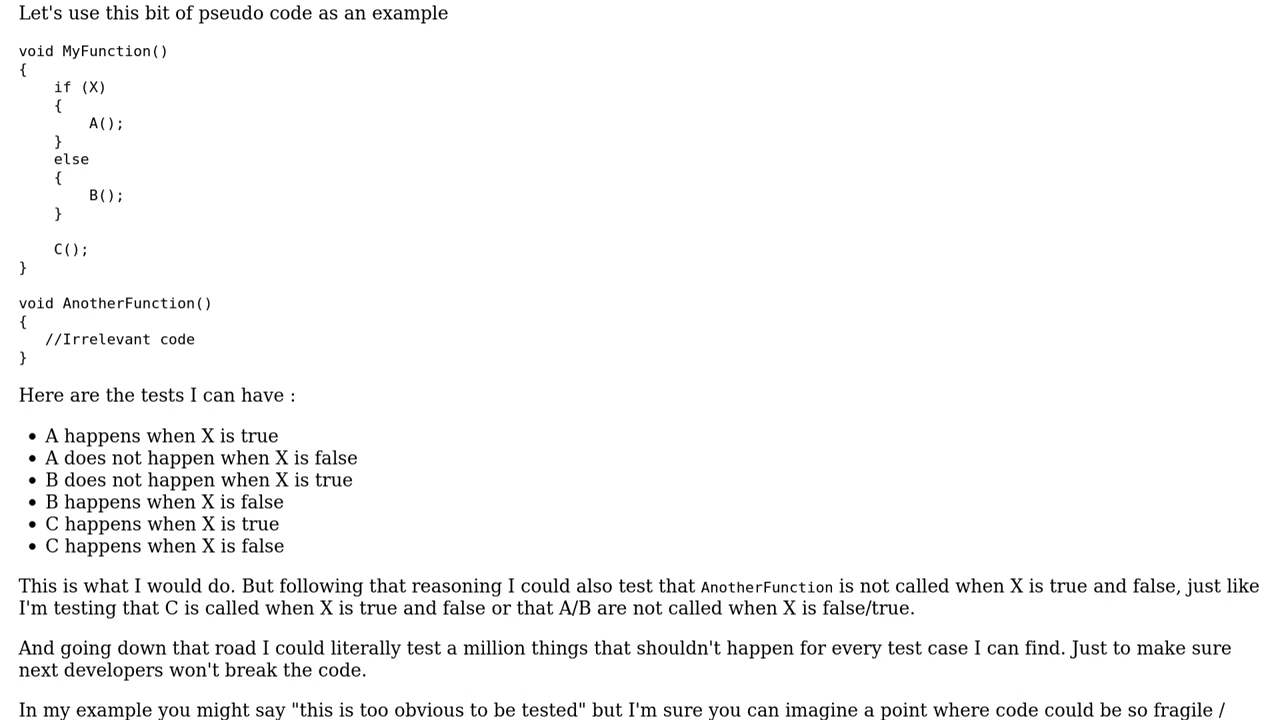 Let's use this bit of pseudo code as an example
void MyFunction()
{
    if (X)
    {
        A();
    }
    else
    {
        B();
    }
    C();
}
void AnotherFunction()
{
   //Irrelevant code
}
Here are the tests I can have :
• A happens when X is true
• A does not happen when X is false
• B does not happen when X is true
• B happens when X is false
• C happens when X is true
• C happens when X is false
This is what I would do. But following that reasoning I could also test that AnotherFunction is not called when X is true and false, just like
I'm testing that C is called when X is true and false or that A/B are not called when X is false/true.
And going down that road I could literally test a million things that shouldn't happen for every test case I can find. Just to make sure
next developers won't break the code.
In my example you might say "this is too obvious to be tested" but I'm sure you can imagine a point where code could be so fragile /